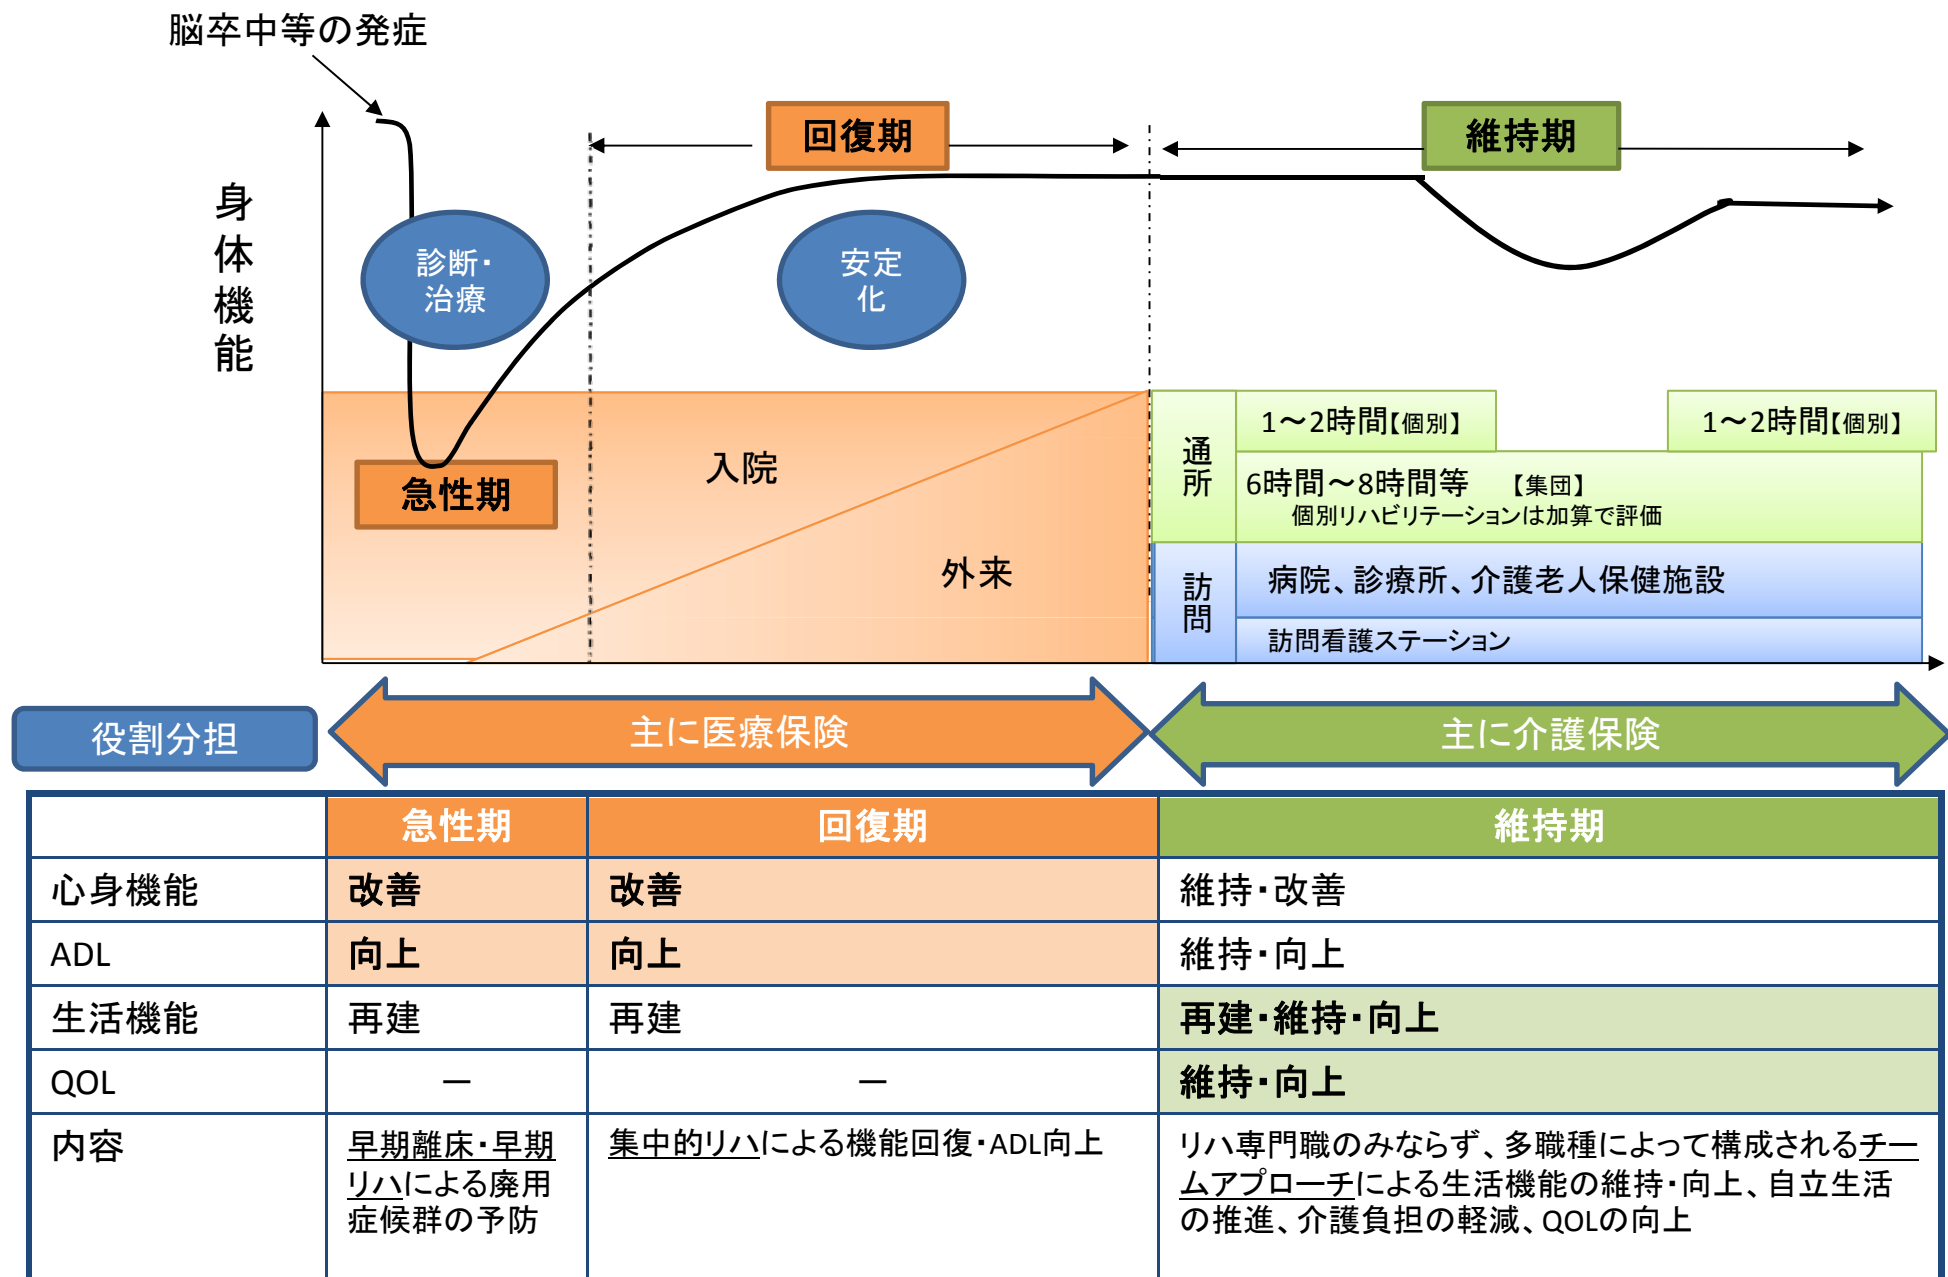 脳卒中等の発症
回復期
維持期
身体機能
診断・
治療
安定
化
急性期
入院
外来
通所
1～2時間【個別】
1～2時間【個別】
6時間～8時間等　【集団】
個別リハビリテーションは加算で評価
訪問
病院、診療所、介護老人保健施設
訪問看護ステーション
役割分担
主に医療保険
主に介護保険
急性期
回復期
維持期
心身機能
改善
改善
維持・改善
ADL
向上
向上
維持・向上
生活機能
再建
再建
再建・維持・向上
QOL
ー
ー
維持・向上
内容
早期離床・早期
リハによる廃用
症候群の予防
集中的リハによる機能回復・ADL向上
リハ専門職のみならず、多職種によって構成されるチー
ムアプローチによる生活機能の維持・向上、自立生活
の推進、介護負担の軽減、QOLの向上